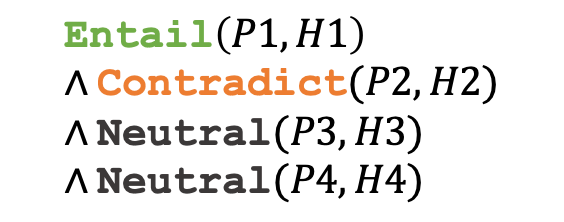 Entail(P1, H1)
∧ Contradict(P2, H2)
∧ Neutral(P3, H3)
∧ Neutral(P4, H4)